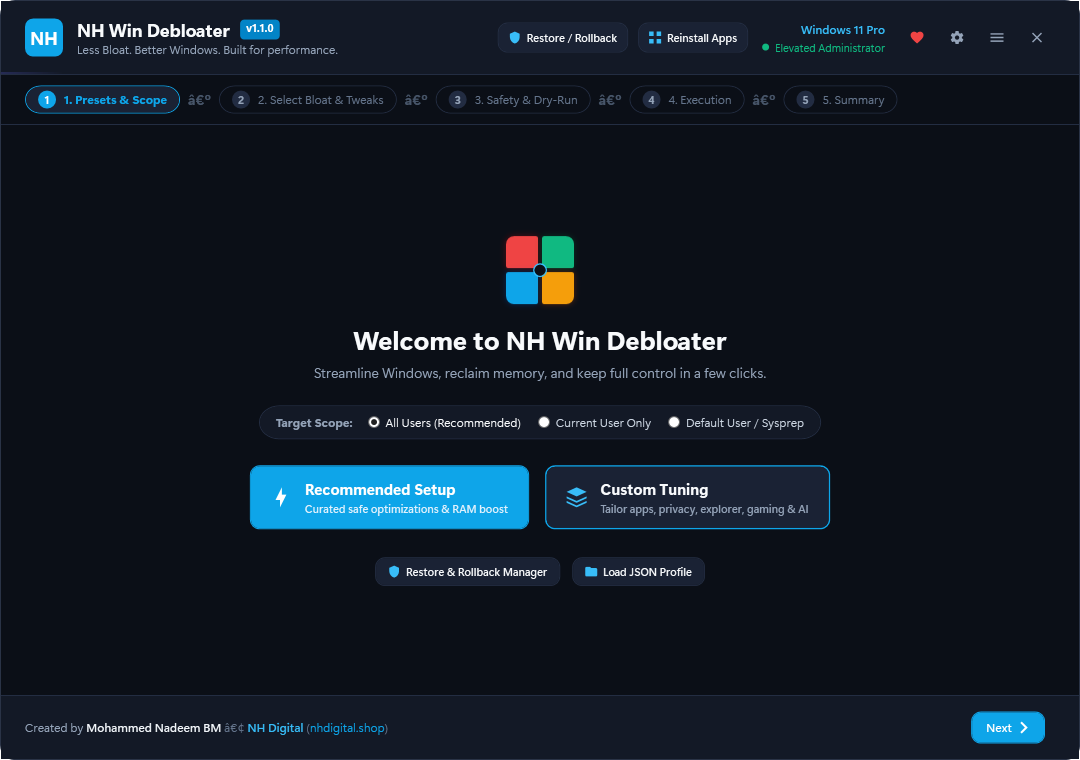 NH
NH Win Debloater v1.1.0
Less Bloat. Better Windows. Built for performance.
Restore / Rollback
Reinstall Apps
Windows 11 Pro
Elevated Administrator
1 1. Presets & Scope › 2 2. Select Bloat & Tweaks › 3 3. Safety & Dry-Run › 4 4. Execution › 5 5. Summary
Welcome to NH Win Debloater
Streamline Windows, reclaim memory, and keep full control in a few clicks.
Target Scope: All Users (Recommended) Current User Only Default User / Sysprep
Recommended Setup
Curated safe optimizations & RAM boost
Custom Tuning
Tailor apps, privacy, explorer, gaming & AI
Restore & Rollback Manager
Load JSON Profile
Created by Mohammed Nadeem BM • NH Digital (nhdigital.shop)
Next